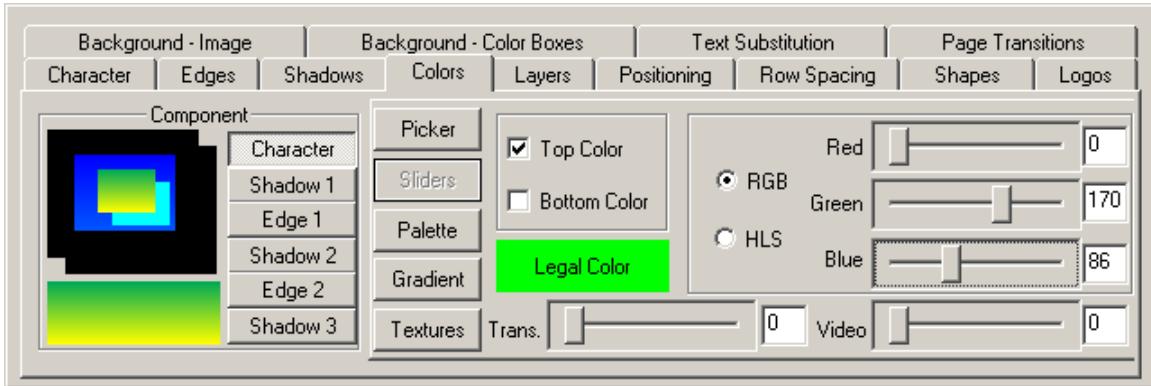 Background - Image Background - Color Boxes Text Substitution Page Transitions
Character Edges Shadows Colors Layers Positioning Row Spacing Shapes Logos
Component
Character
Shadow 1
Edge 1
Shadow 2
Edge 2
Shadow 3
Picker
Sliders
Palette
Gradient
Textures
Top Color
Bottom Color
Legal Color
RGB
HLS
Red 0
Green 170
Blue 86
Trans. 0 Video 0